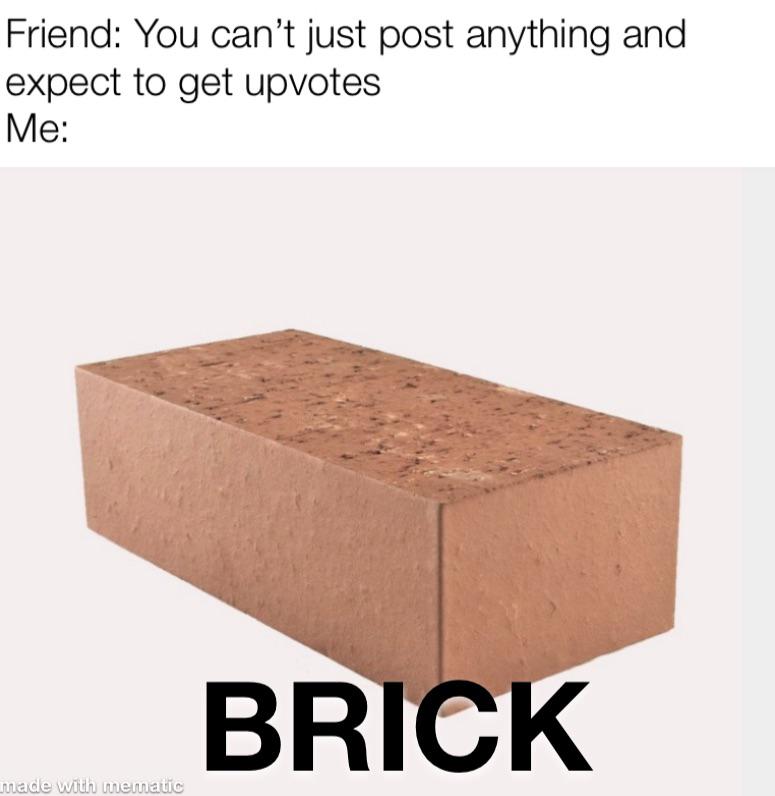 Friend: You can’t just post anything and
expect to get upvotes
Me:
BRICK
made with mematic